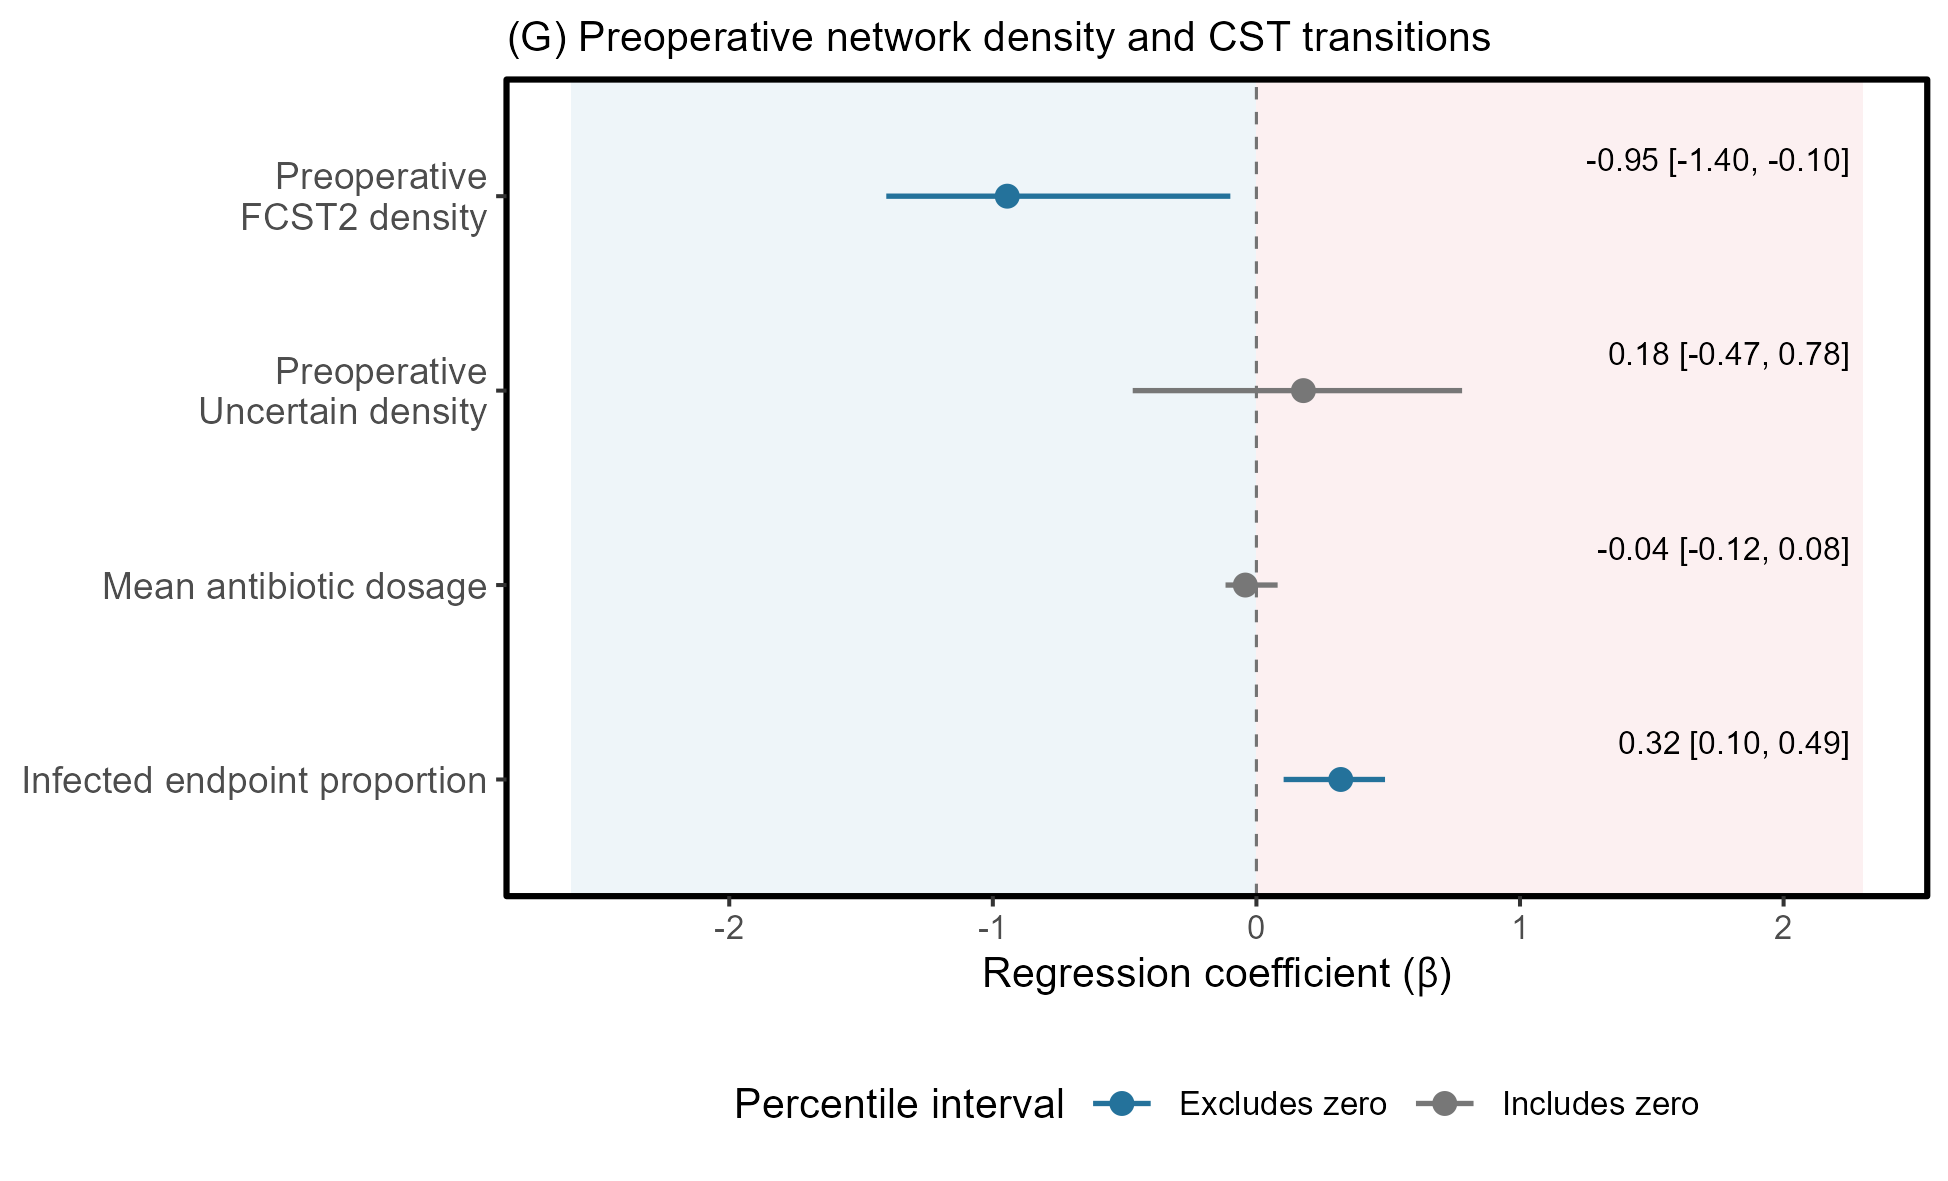 (G) Preoperative network density and CST transitions
Preoperative
FCST2 density
-0.95 [-1.40, -0.10]
Preoperative
Uncertain density
0.18 [-0.47, 0.78]
Mean antibiotic dosage
-0.04 [-0.12, 0.08]
Infected endpoint proportion
0.32 [0.10, 0.49]
-2 -1 0 1 2
Regression coefficient (β)
Percentile interval Excludes zero Includes zero